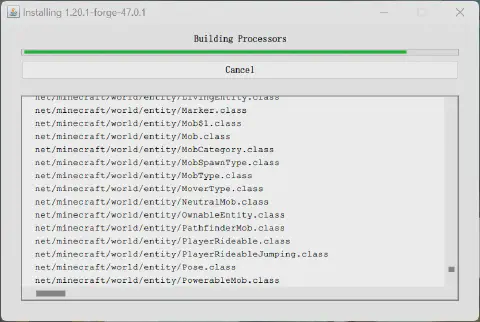 Installing 1.20.1-forge-47.0.1
Building Processors
Cancel
net/minecraft/world/entity/LivingEntity.class
net/minecraft/world/entity/Marker.class
net/minecraft/world/entity/Mob$1.class
net/minecraft/world/entity/Mob.class
net/minecraft/world/entity/MobCategory.class
net/minecraft/world/entity/MobSpawnType.class
net/minecraft/world/entity/MobType.class
net/minecraft/world/entity/MoverType.class
net/minecraft/world/entity/NeutralMob.class
net/minecraft/world/entity/OwnableEntity.class
net/minecraft/world/entity/PathfinderMob.class
net/minecraft/world/entity/PlayerRideable.class
net/minecraft/world/entity/PlayerRideableJumping.class
net/minecraft/world/entity/Pose.class
net/minecraft/world/entity/PowerableMob.class